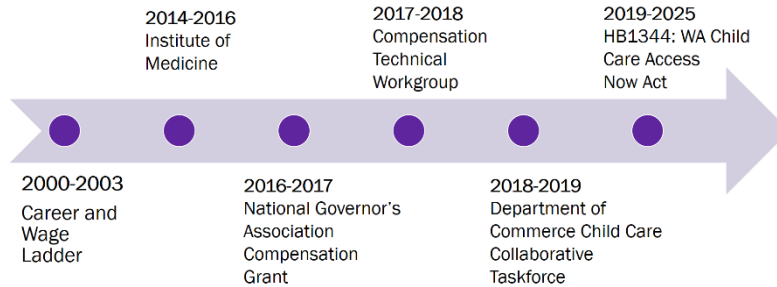 2000-2003
Career and
Wage
Ladder
2014-2016
Institute of
Medicine
2016-2017
National Governor's
Association
Compensation
Grant
2017-2018
Compensation
Technical
Workgroup
2018-2019
Department of
Commerce Child Care
Collaborative
Taskforce
2019-2025
HB1344: WA Child
Care Access
Now Act